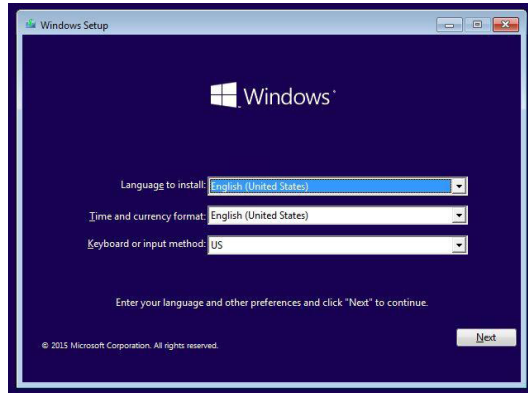 Windows Setup
Windows
Language to install: English (United States)
Time and currency format: English (United States)
Keyboard or input method: US
Enter your language and other preferences and click "Next" to continue.
Next
© 2015 Microsoft Corporation. All rights reserved.